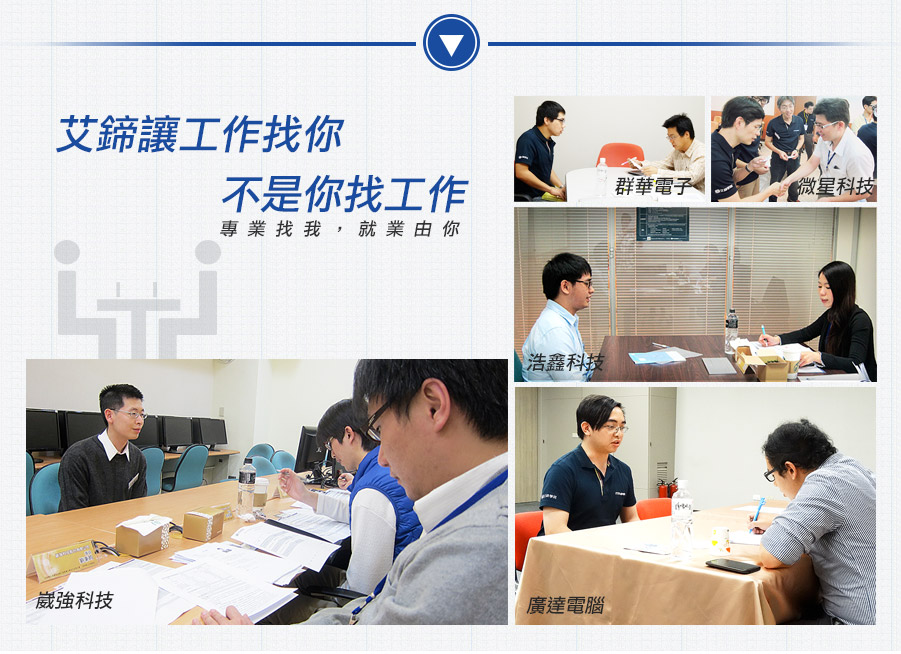 艾鍗讓工作找你
不是你找工作
專業找我，就業由你
群華電子
微星科技
浩鑫科技
崴強科技
廣達電腦